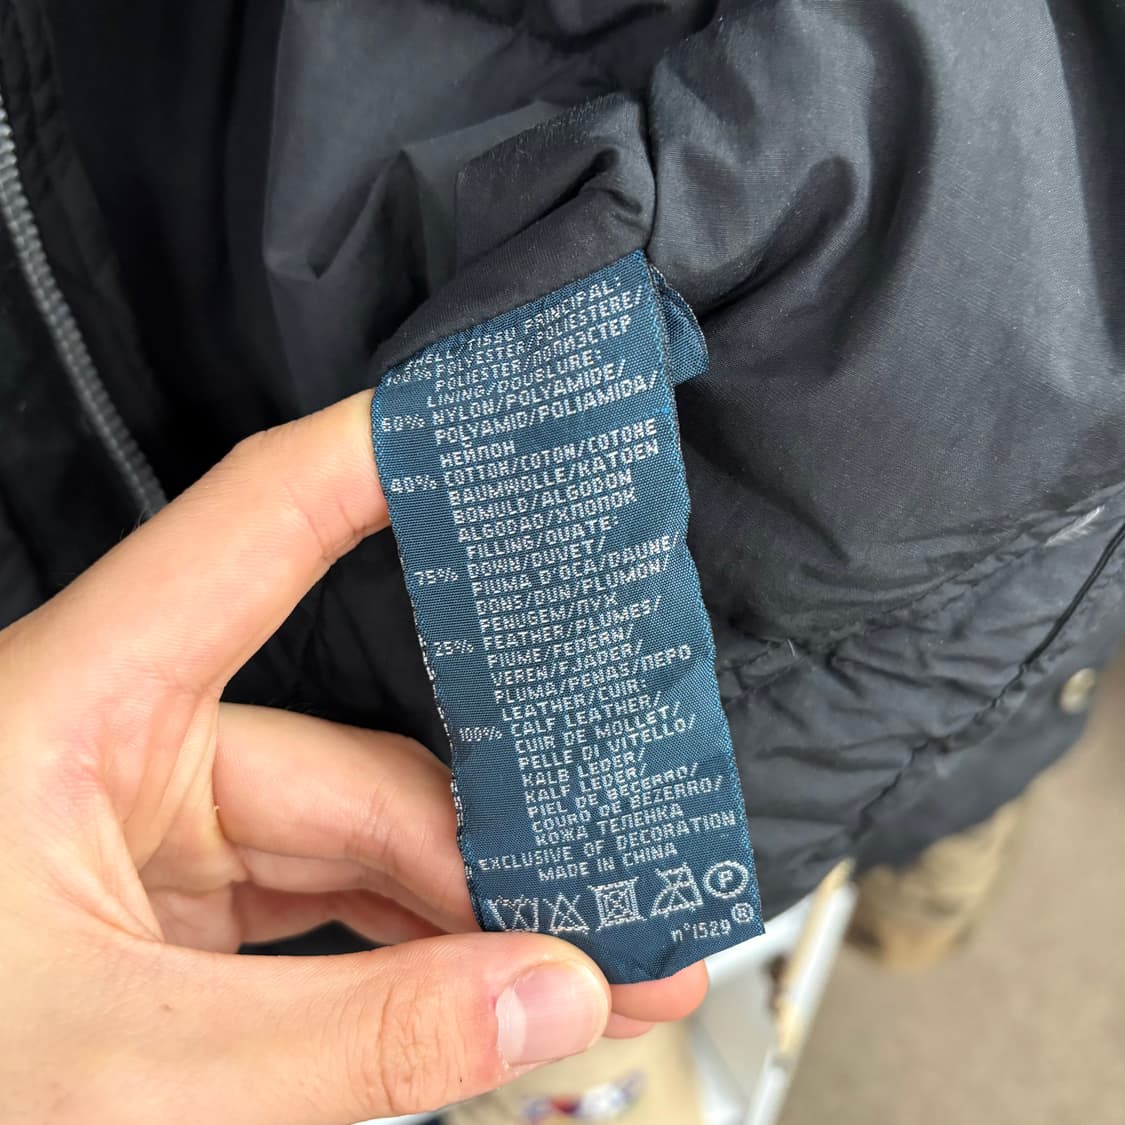 SHELL/TISSU PRINCIPAL:
100% POLYESTER/POLIESTERE/
POLIESTER/ПОЛИЭСТЕР
LINING/DOUBLURE:
60% NYLON/POLYAMIDE/
POLYAMID/POLIAMIDA/
НЕЙЛОН
40% COTTON/COTON/COTONE
BAUMWOLLE/KATOEN
BOMULD/ALGODON
ALGODAO/ХЛОПОК
FILLING/OUATE:
75% DOWN/DUVET/
PIUMA D'OCA/DAUNE/
DONS/DUN/PLUMON/
PENUGEM/ПУХ
25% FEATHER/PLUMES/
PIUME/FEDERN/
VEREN/FJADER/
PLUMA/PENAS/ПЕРО
LEATHER/CUIR:
100% CALF LEATHER/
CUIR DE MOLLET/
PELLE DI VITELLO/
KALB LEDER/
KALF LEDER/
PIEL DE BECERRO/
COURO DE BEZERRO/
КОЖА ТЕЛЕНКА
EXCLUSIVE OF DECORATION
MADE IN CHINA
P
n°1529®